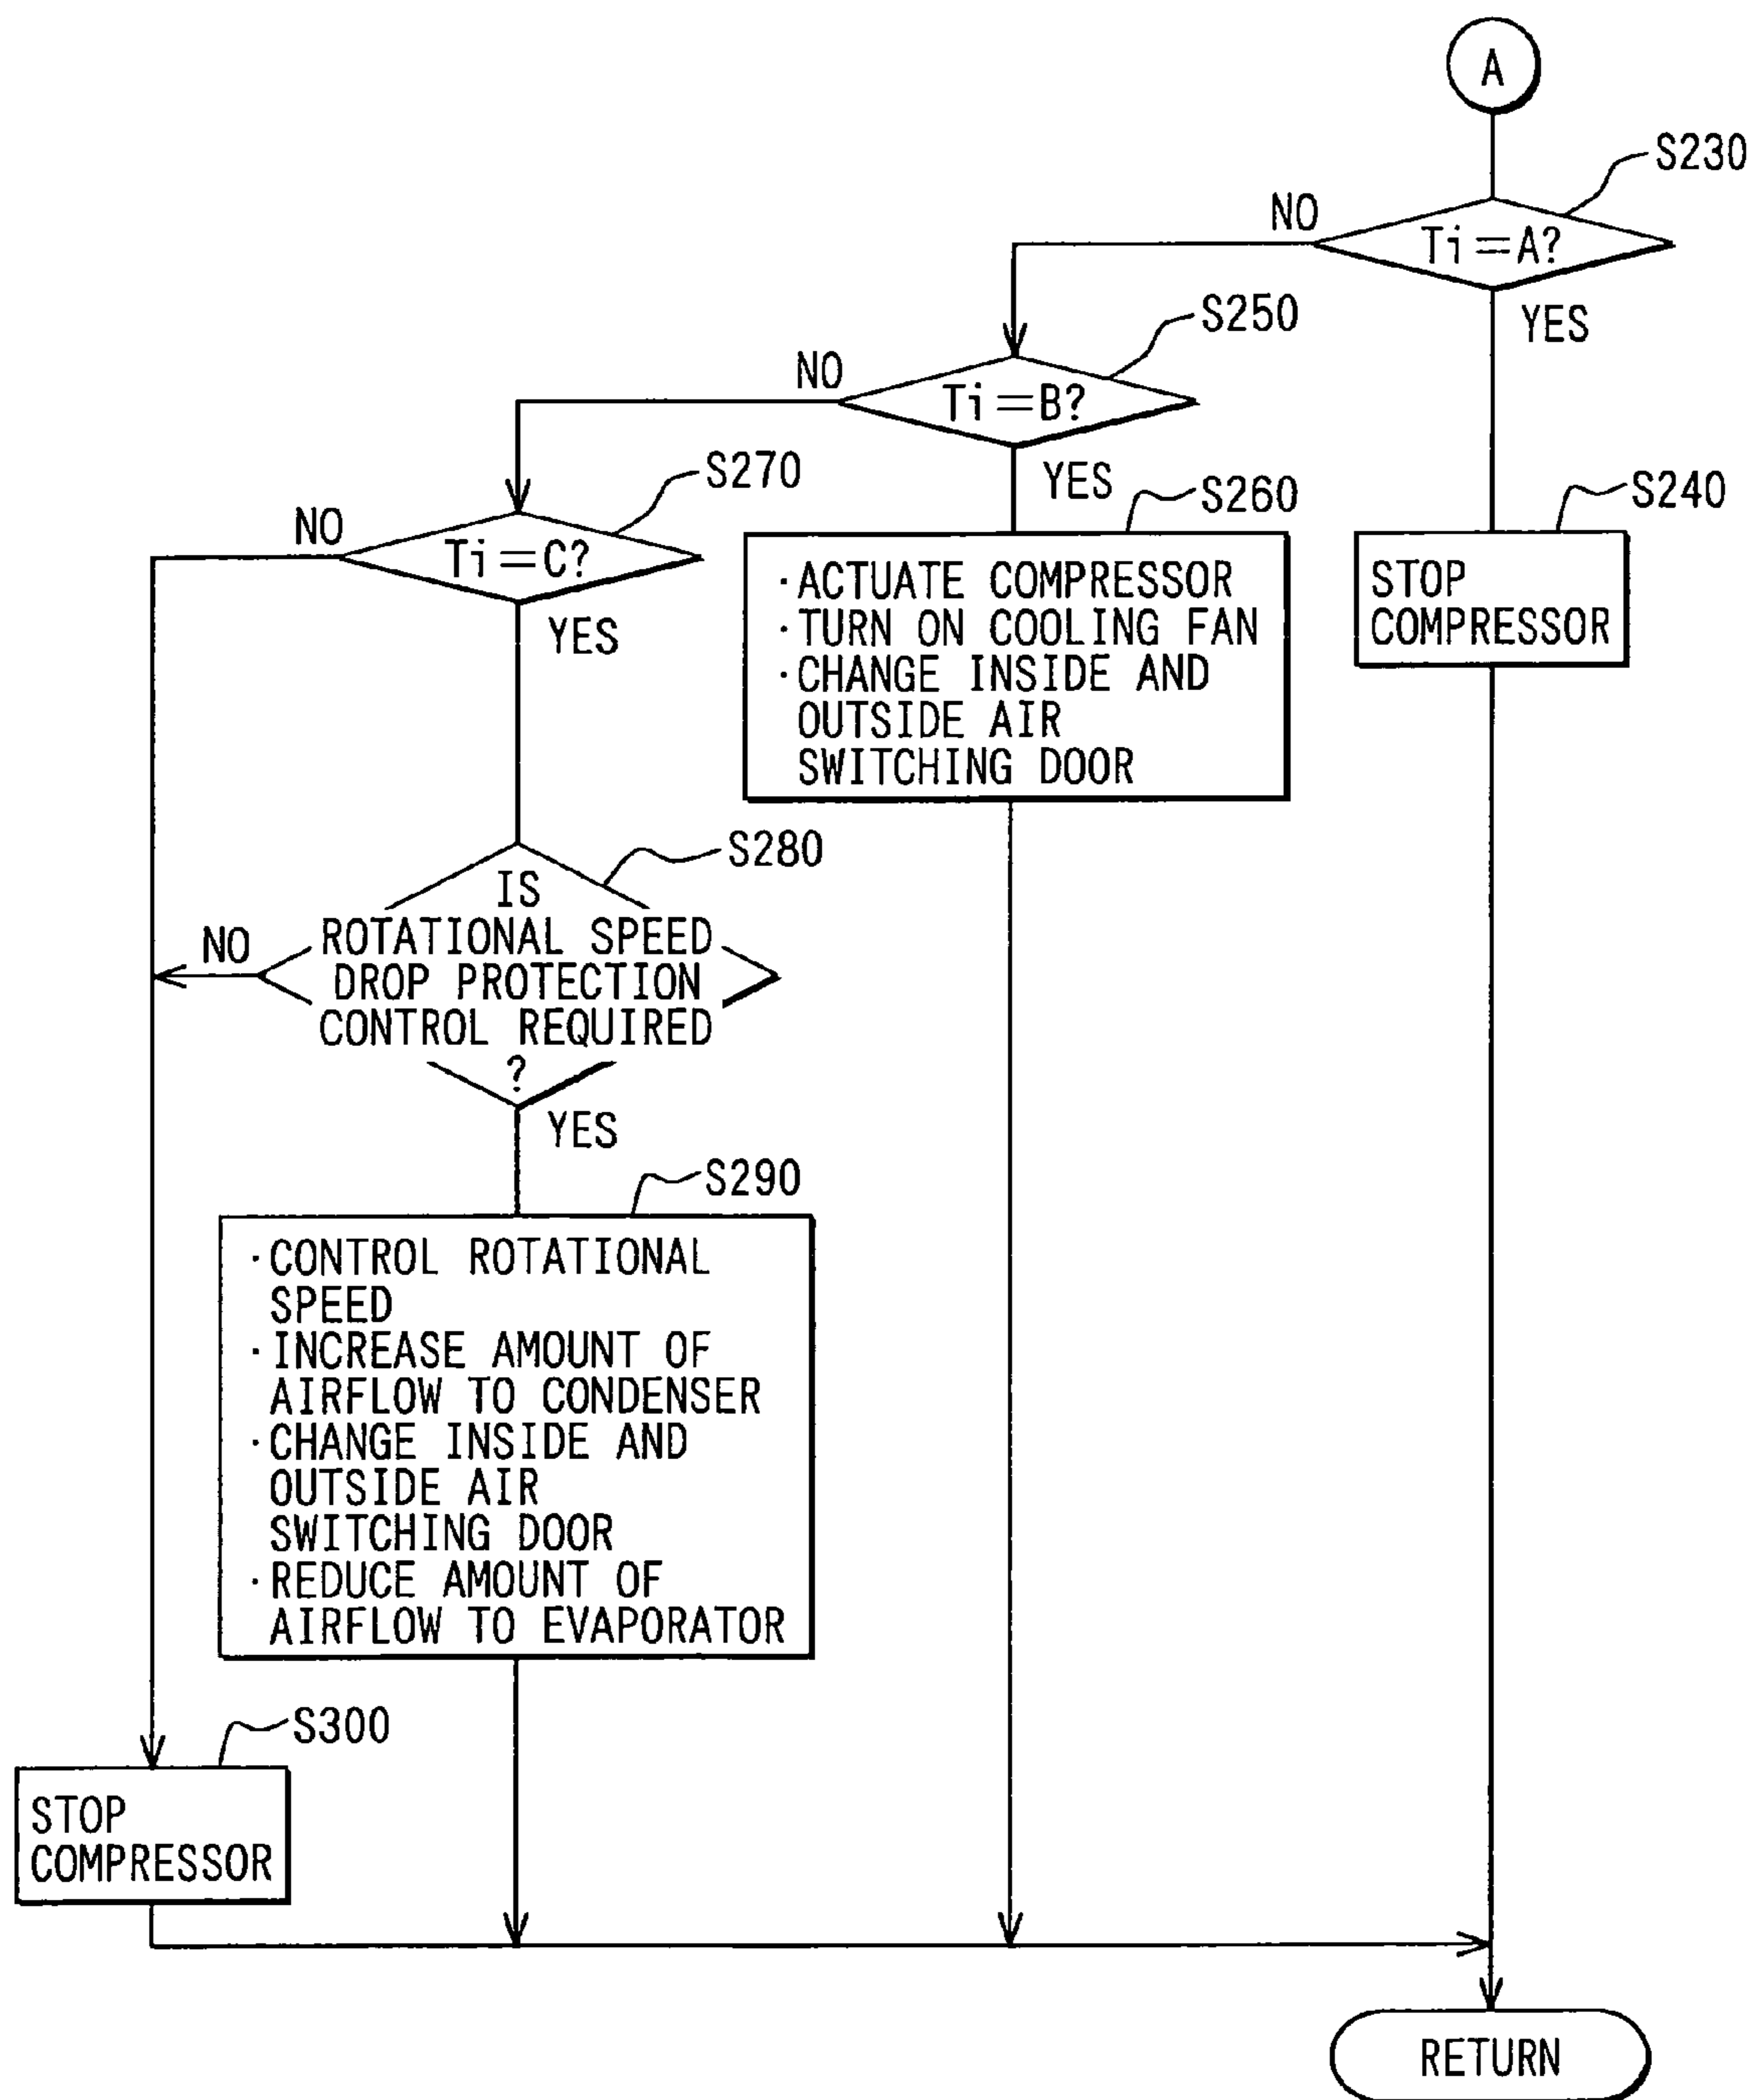 A
S230
NO
Ti=A?
YES
S250
NO
Ti=B?
YES
S240
STOP
COMPRESSOR
S260
·ACTUATE COMPRESSOR
·TURN ON COOLING FAN
·CHANGE INSIDE AND
OUTSIDE AIR
SWITCHING DOOR
S270
NO
Ti=C?
YES
S280
IS
ROTATIONAL SPEED
DROP PROTECTION
CONTROL REQUIRED
?
NO
YES
S290
·CONTROL ROTATIONAL
SPEED
·INCREASE AMOUNT OF
AIRFLOW TO CONDENSER
·CHANGE INSIDE AND
OUTSIDE AIR
SWITCHING DOOR
·REDUCE AMOUNT OF
AIRFLOW TO EVAPORATOR
S300
STOP
COMPRESSOR
RETURN